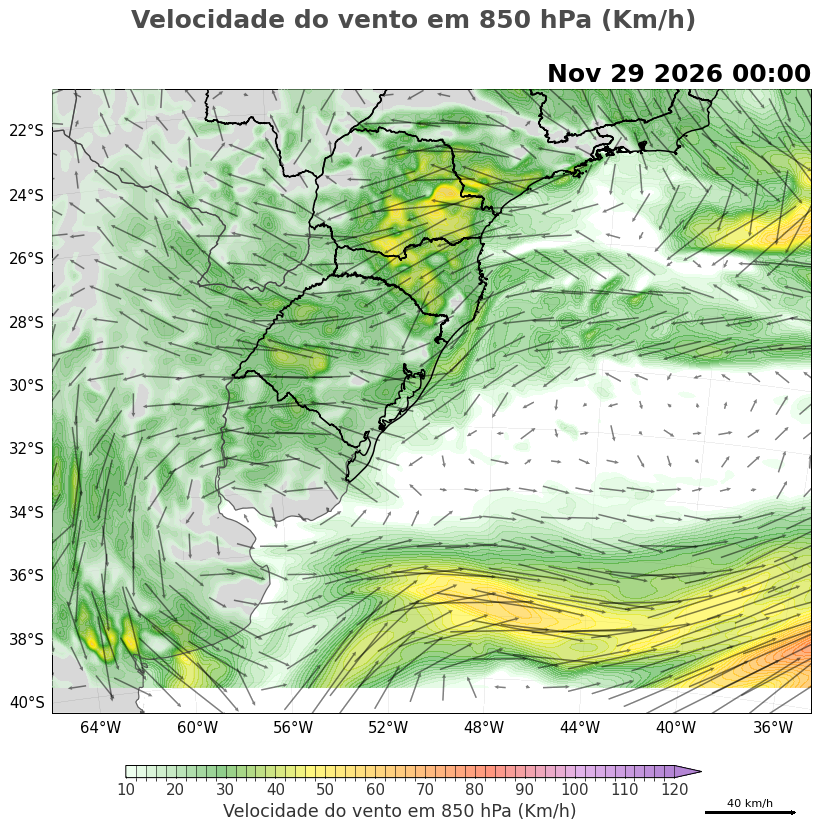 Velocidade do vento em 850 hPa (Km/h)
Nov 29 2026 00:00
22°S
24°S
26°S
28°S
30°S
32°S
34°S
36°S
38°S
40°S
64°W 60°W 56°W 52°W 48°W 44°W 40°W 36°W
10 20 30 40 50 60 70 80 90 100 110 120
Velocidade do vento em 850 hPa (Km/h)
40 km/h